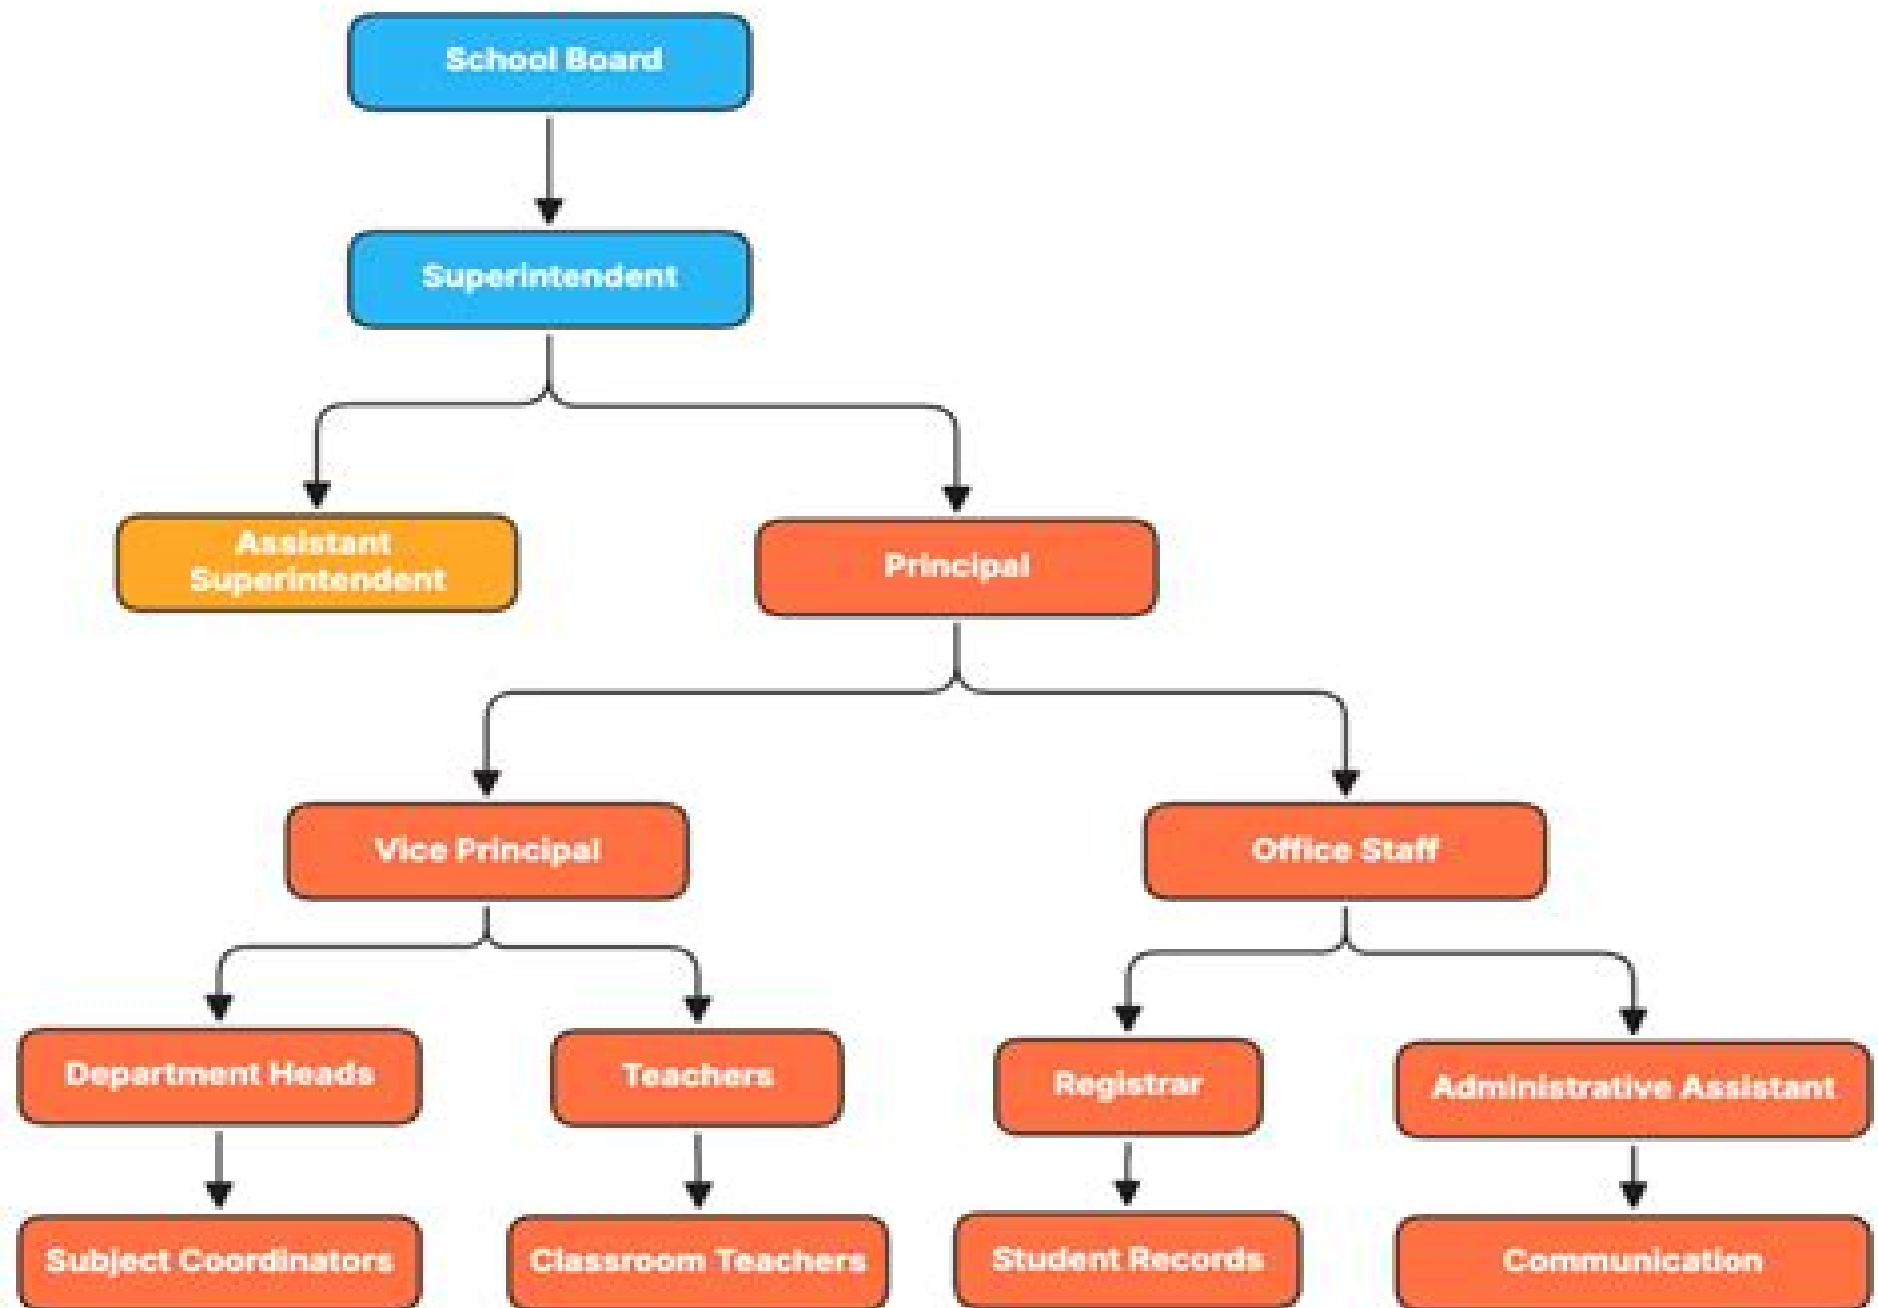 School Board
Superintendent
Assistant
Superintendent
Principal
Vice Principal
Office Staff
Department Heads
Teachers
Registrar
Administrative Assistant
Subject Coordinators
Classroom Teachers
Student Records
Communication